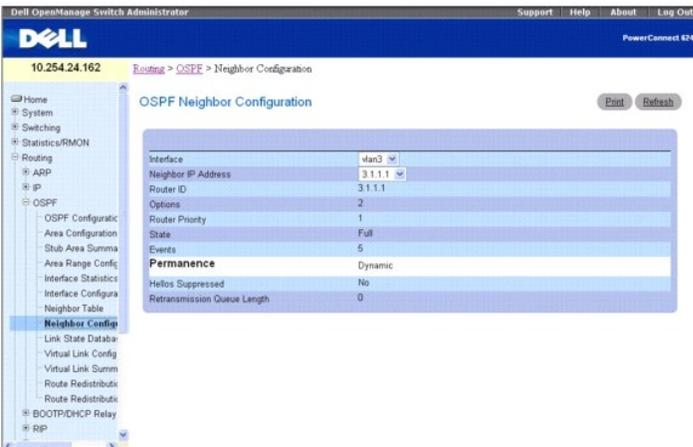 Dell OpenManage Switch Administrator
Support Help About Log Out
DELL
PowerConnect 624
10.254.24.162
Routing > OSPF > Neighbor Configuration
Home
System
Switching
Statistics/RMON
Routing
ARP
IP
OSPF
OSPF Configuratic
Area Configuration
Stub Area Summa
Area Range Config
Interface Statistics
Interface Configura
Neighbor Table
Neighbor Configu
Link State Databa
Virtual Link Config
Virtual Link Summ
Route Redistributic
Route Redistributic
BOOTP/DHCP Relay
RIP
OSPF Neighbor Configuration
Print Refresh
Interface vlan3
Neighbor IP Address 3.1.1.1
Router ID 3.1.1.1
Options 2
Router Priority 1
State Full
Events 5
Permanence Dynamic
Hellos Suppressed No
Retransmission Queue Length 0